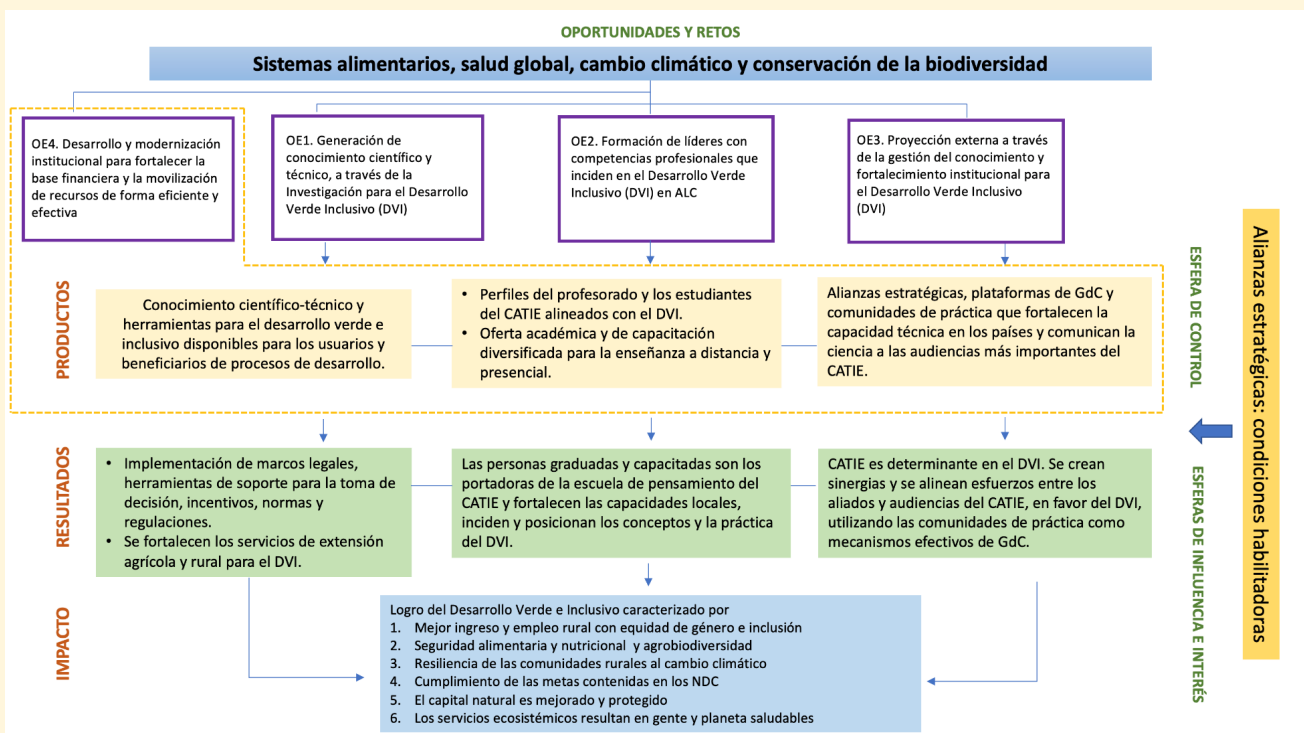 OPORTUNIDADES Y RETOS
Sistemas alimentarios, salud global, cambio climático y conservación de la biodiversidad
OE4. Desarrollo y modernización
institucional para fortalecer la
base financiera y la movilización
de recursos de forma eficiente y
efectiva
OE1. Generación de
conocimiento científico y
técnico, a través de la
Investigación para el Desarrollo
Verde Inclusivo (DVI)
OE2. Formación de líderes con
competencias profesionales que
inciden en el Desarrollo Verde
Inclusivo (DVI) en ALC
OE3. Proyección externa a través
de la gestión del conocimiento y
fortalecimiento institucional para
el Desarrollo Verde Inclusivo
(DVI)
PRODUCTOS
Conocimiento científico-técnico y
herramientas para el desarrollo verde e
inclusivo disponibles para los usuarios y
beneficiarios de procesos de desarrollo.
• Perfiles del profesorado y los estudiantes
del CATIE alineados con el DVI.
• Oferta académica y de capacitación
diversificada para la enseñanza a distancia y
presencial.
Alianzas estratégicas, plataformas de GdC y
comunidades de práctica que fortalecen la
capacidad técnica en los países y comunican la
ciencia a las audiencias más importantes del
CATIE.
ESFERA DE CONTROL
RESULTADOS
• Implementación de marcos legales,
herramientas de soporte para la toma de
decisión, incentivos, normas y
regulaciones.
• Se fortalecen los servicios de extensión
agrícola y rural para el DVI.
Las personas graduadas y capacitadas son los
portadores de la escuela de pensamiento del
CATIE y fortalecen las capacidades locales,
inciden y posicionan los conceptos y la práctica
del DVI.
CATIE es determinante en el DVI. Se crean
sinergias y se alinean esfuerzos entre los
aliados y audiencias del CATIE, en favor del DVI,
utilizando las comunidades de práctica como
mecanismos efectivos de GdC.
ESFERAS DE INFLUENCIA E INTERÉS
Alianzas estratégicas: condiciones habilitadoras
IMPACTO
Logro del Desarrollo Verde e Inclusivo caracterizado por
1. Mejor ingreso y empleo rural con equidad de género e inclusión
2. Seguridad alimentaria y nutricional y agrobiodiversidad
3. Resiliencia de las comunidades rurales al cambio climático
4. Cumplimiento de las metas contenidas en los NDC
5. El capital natural es mejorado y protegido
6. Los servicios ecosistémicos resultan en gente y planeta saludables